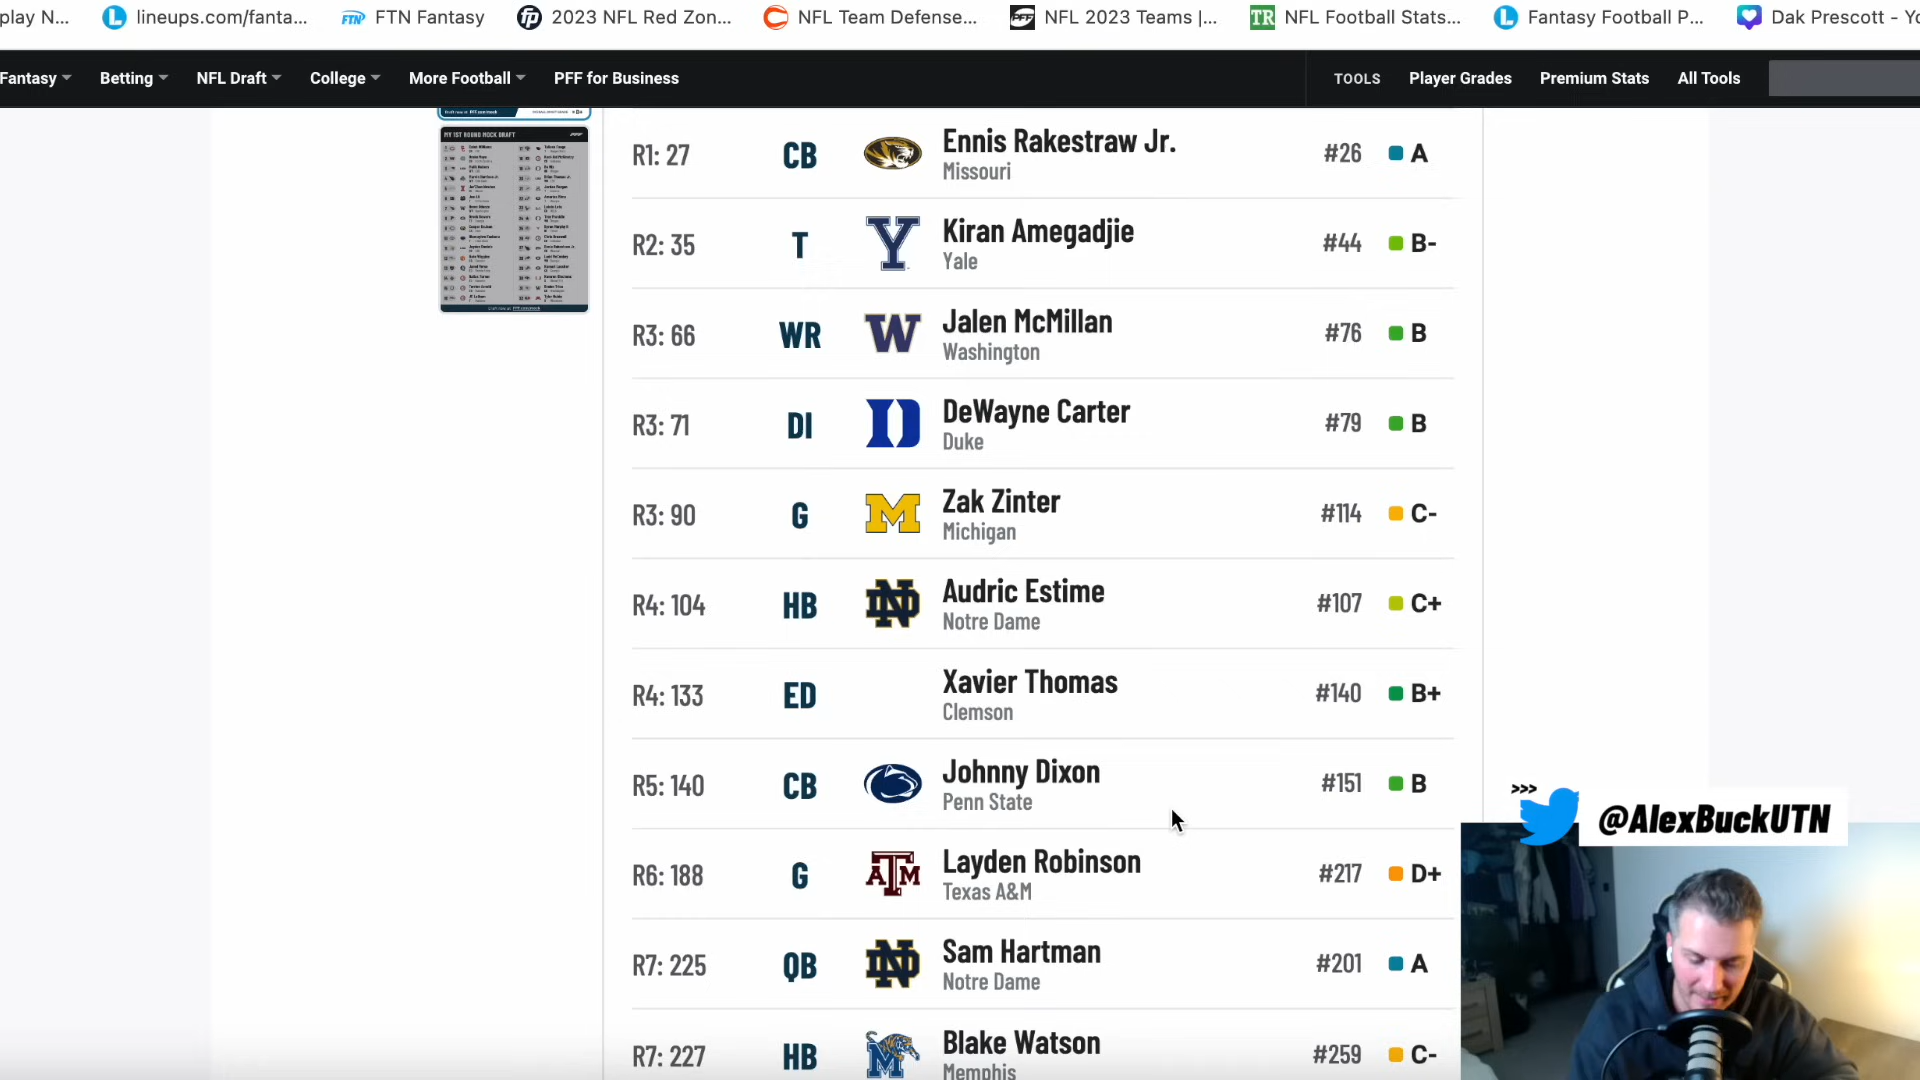 play N...
lineups.com/fanta...
FTN Fantasy
2023 NFL Red Zon...
NFL Team Defense...
NFL 2023 Teams |...
NFL Football Stats...
Fantasy Football P...
Dak Prescott - Yo
Fantasy
Betting
NFL Draft
College
More Football
PFF for Business
TOOLS
Player Grades
Premium Stats
All Tools
MY 1ST ROUND MOCK DRAFT
R1: 27 CB Ennis Rakestraw Jr. #26 A
Missouri
R2: 35 T Kiran Amegadjie #44 B-
Yale
R3: 66 WR Jalen McMillan #76 B
Washington
R3: 71 DI DeWayne Carter #79 B
Duke
R3: 90 G Zak Zinter #114 C-
Michigan
R4: 104 HB Audric Estime #107 C+
Notre Dame
R4: 133 ED Xavier Thomas #140 B+
Clemson
R5: 140 CB Johnny Dixon #151 B
Penn State
R6: 188 G Layden Robinson #217 D+
Texas A&M
R7: 225 QB Sam Hartman #201 A
Notre Dame
R7: 227 HB Blake Watson #259 C-
Memphis
>>>
@AlexBuckUTN